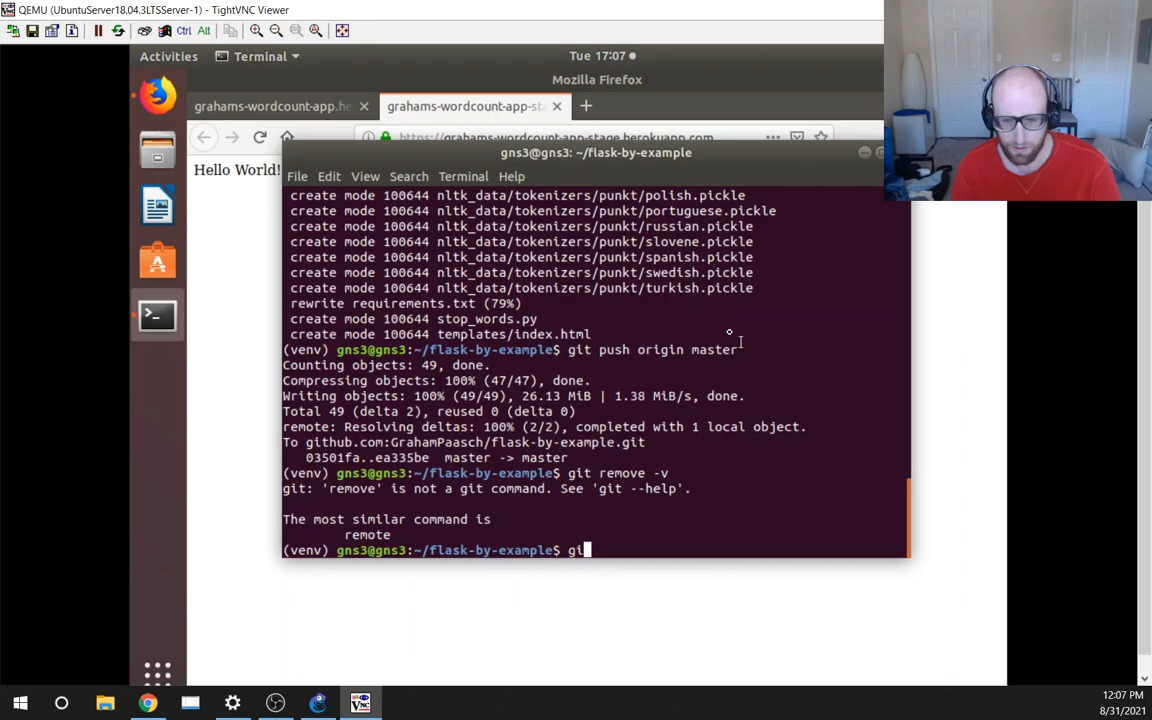 QEMU (UbuntuServer18.04.3LTSServer-1) - TightVNC Viewer
Ctrl Alt
Activities Terminal Tue 17:07
Mozilla Firefox
grahams-wordcount-app.he grahams-wordcount-app-sta
https://grahams-wordcount-app-stage.herokuapp.com
Hello World!
gns3@gns3: ~/flask-by-example
File Edit View Search Terminal Help
create mode 100644 nltk_data/tokenizers/punkt/polish.pickle
create mode 100644 nltk_data/tokenizers/punkt/portuguese.pickle
create mode 100644 nltk_data/tokenizers/punkt/russian.pickle
create mode 100644 nltk_data/tokenizers/punkt/slovene.pickle
create mode 100644 nltk_data/tokenizers/punkt/spanish.pickle
create mode 100644 nltk_data/tokenizers/punkt/swedish.pickle
create mode 100644 nltk_data/tokenizers/punkt/turkish.pickle
rewrite requirements.txt (79%)
create mode 100644 stop_words.py
create mode 100644 templates/index.html
(venv) gns3@gns3:~/flask-by-example$ git push origin master
Counting objects: 49, done.
Compressing objects: 100% (47/47), done.
Writing objects: 100% (49/49), 26.13 MiB | 1.38 MiB/s, done.
Total 49 (delta 2), reused 0 (delta 0)
remote: Resolving deltas: 100% (2/2), completed with 1 local object.
To github.com:GrahamPaasch/flask-by-example.git
03501fa..ea335be master -> master
(venv) gns3@gns3:~/flask-by-example$ git remove -v
git: 'remove' is not a git command. See 'git --help'.
The most similar command is
remote
(venv) gns3@gns3:~/flask-by-example$ gi
12:07 PM
8/31/2021